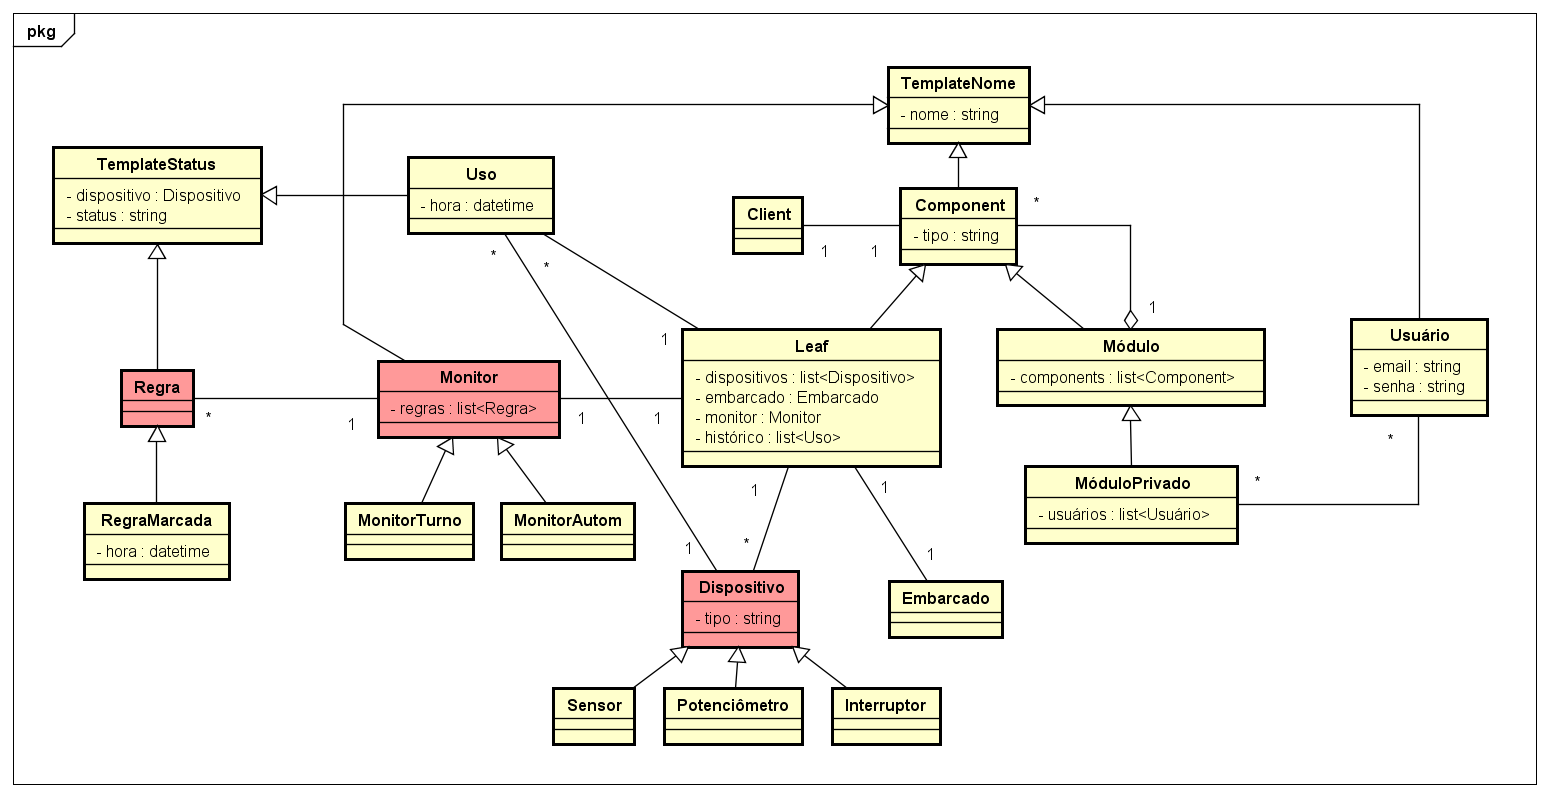 pkg
TemplateNome
- nome : string
TemplateStatus
- dispositivo : Dispositivo
- status : string
Uso
- hora : datetime
Client
Component
- tipo : string
*
1
1
*
*
1
1
Leaf
- dispositivos : list<Dispositivo>
- embarcado : Embarcado
- monitor : Monitor
- histórico : list<Uso>
Módulo
- components : list<Component>
Usuário
- email : string
- senha : string
Regra
*
1
Monitor
- regras : list<Regra>
1
1
*
MóduloPrivado
- usuários : list<Usuário>
*
1
1
RegraMarcada
- hora : datetime
MonitorTurno
MonitorAutom
1
*
1
Dispositivo
- tipo : string
Embarcado
Sensor
Potenciômetro
Interruptor